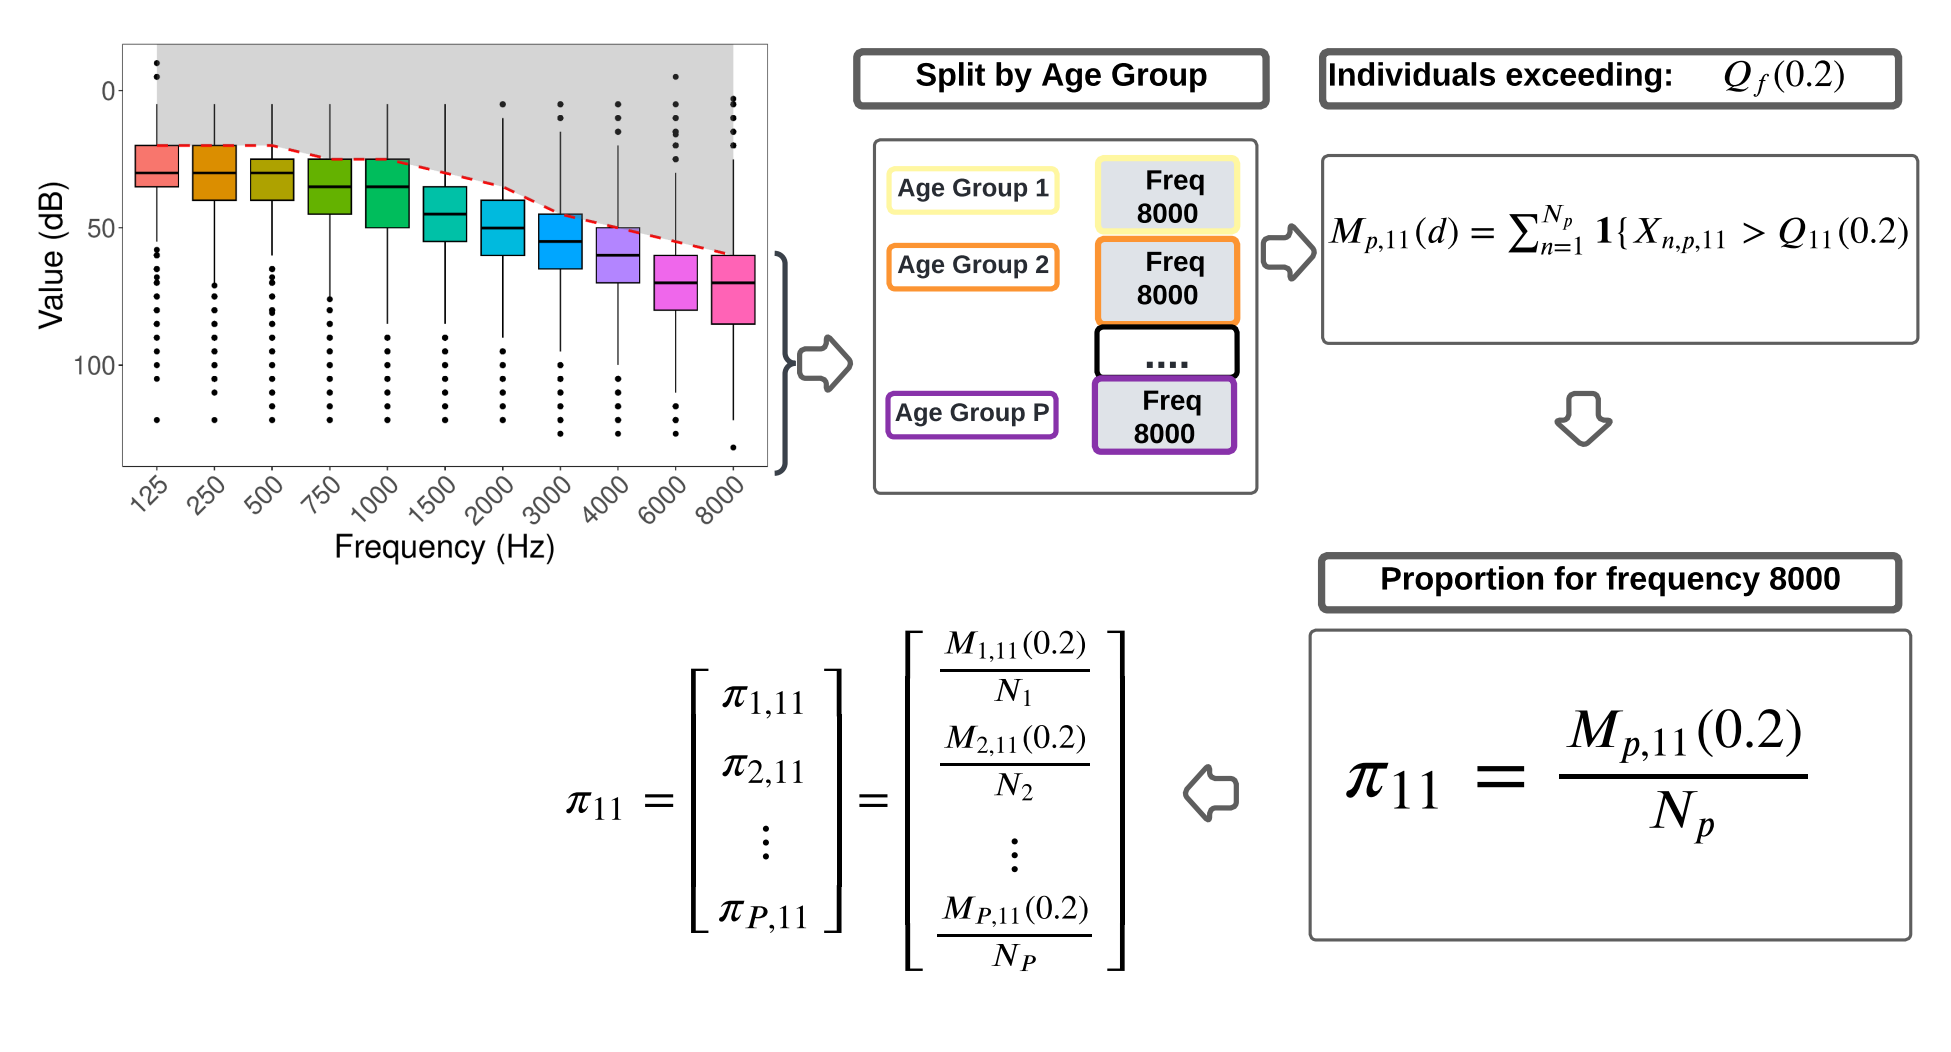 Value (dB)
0
50
100
125
250
500
750
1000
1500
2000
3000
4000
6000
8000
Frequency (Hz)
Split by Age Group
Age Group 1
Freq
8000
Age Group 2
Freq
8000
....
Age Group P
Freq
8000
Individuals exceeding: Q_f(0.2)
M_{p,11}(d) = ∑_{n=1}^{N_p} 1{X_{n,p,11} > Q_{11}(0.2)
Proportion for frequency 8000
π_{11} = M_{p,11}(0.2) / N_p
π_{11} = [ π_{1,11} π_{2,11} ⋮ π_{P,11} ] = [ M_{1,11}(0.2) / N_1 M_{2,11}(0.2) / N_2 ⋮ M_{P,11}(0.2) / N_P ]